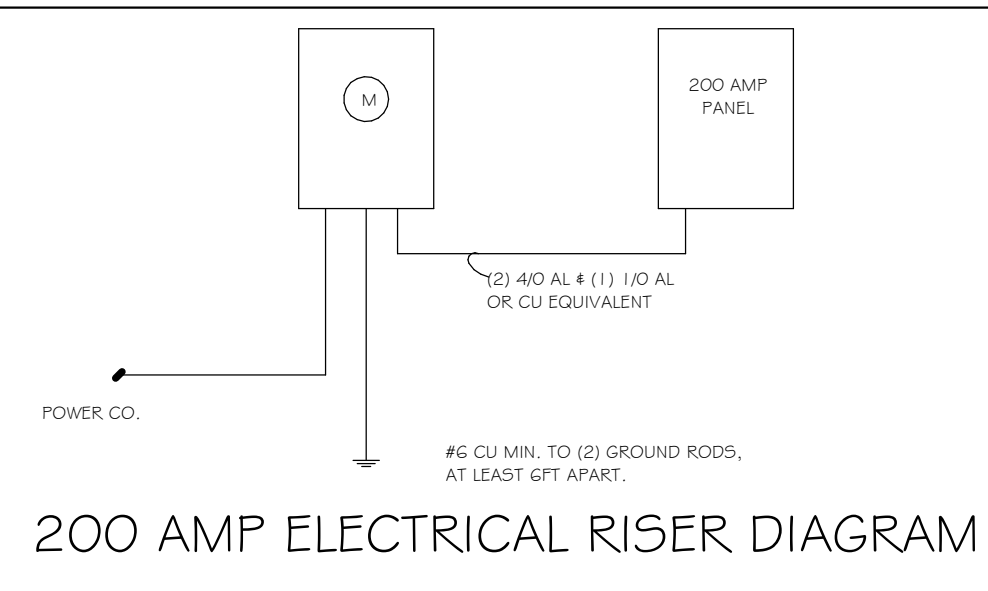 M
200 AMP
PANEL
(2) 4/0 AL & (1) 1/0 AL
OR CU EQUIVALENT
POWER CO.
#6 CU MIN. TO (2) GROUND RODS,
AT LEAST 6FT APART.
200 AMP ELECTRICAL RISER DIAGRAM